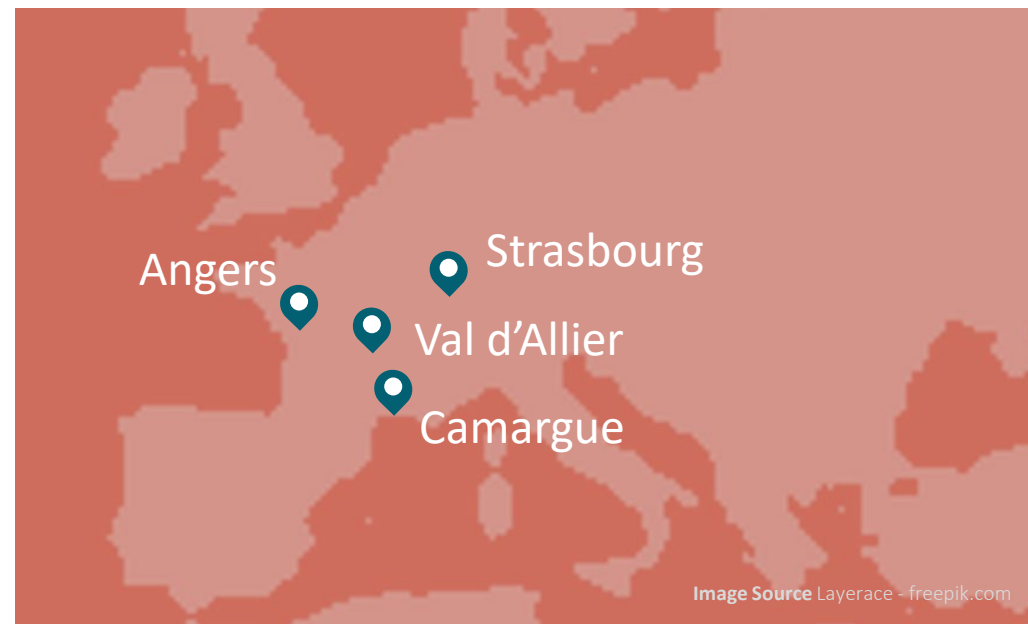 Strasbourg
Angers
Val d’Allier
Camargue
Image Source Layerace - freepik.com